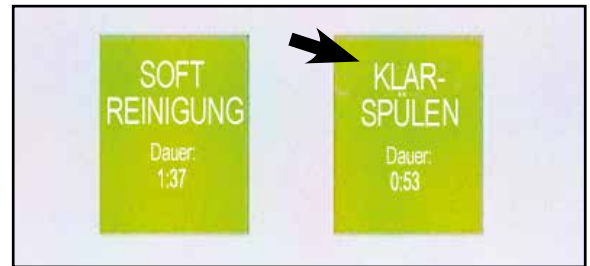 SOFT
REINIGUNG
Dauer:
1:37
KLAR-
SPÜLEN
Dauer:
0:53